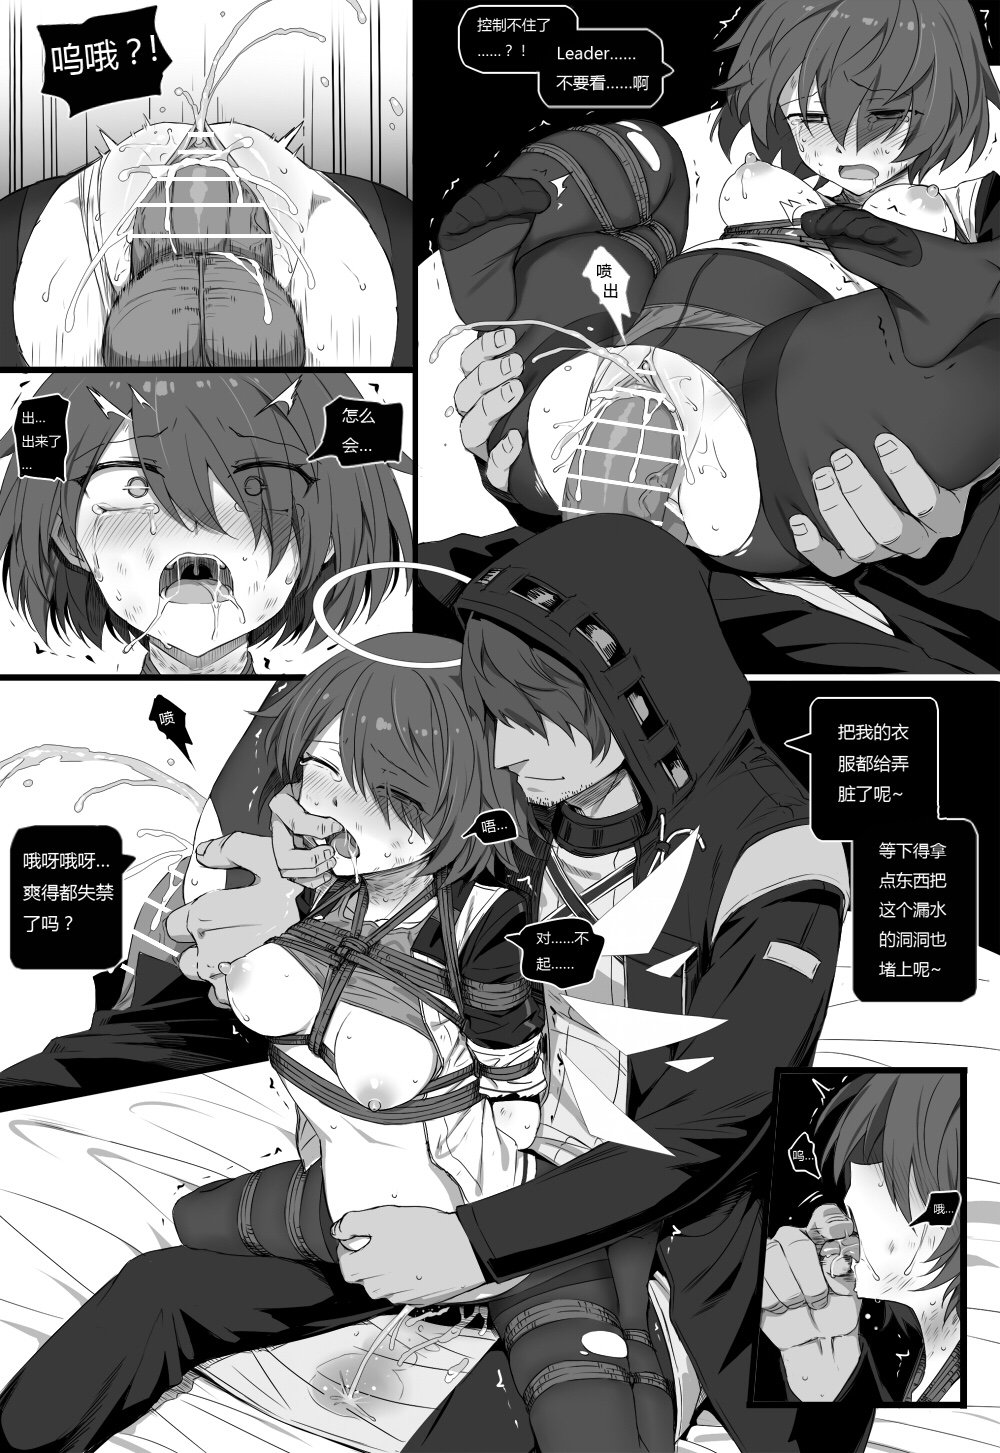 7
呜哦？!
控制不住了
……？！
Leader……
不要看……啊
喷
出
出…
出来了
…
怎么
会…
喷
哦呀哦呀…
爽得都失禁
了吗？
唔…
对……不
起……
把我的衣
服都给弄
脏了呢~
等下得拿
点东西把
这个漏水
的洞洞也
堵上呢~
呜…
哦…